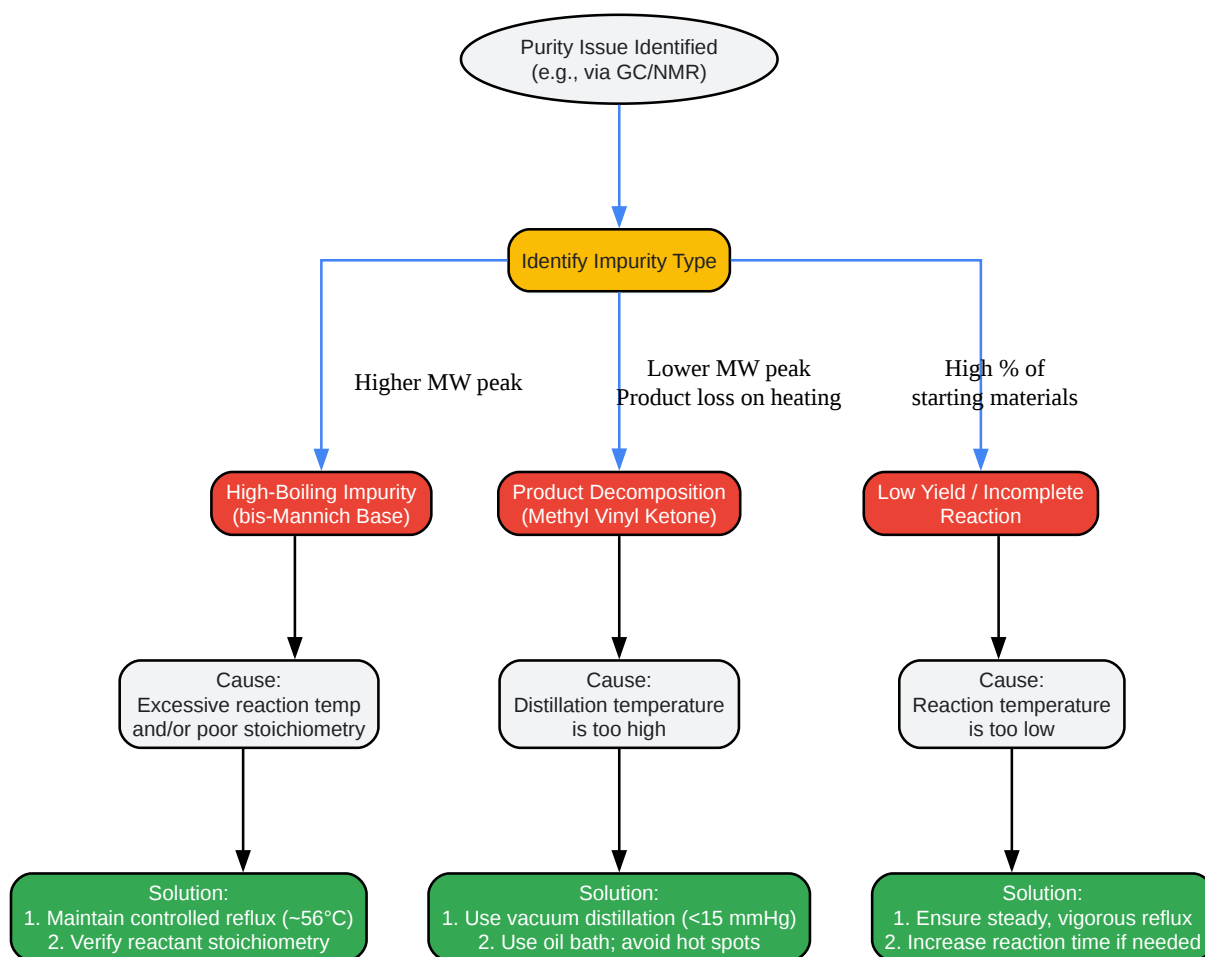 Purity Issue Identified
(e.g., via GC/NMR)
Identify Impurity Type
Higher MW peak
Lower MW peak
Product loss on heating
High % of
starting materials
High-Boiling Impurity
(bis-Mannich Base)
Product Decomposition
(Methyl Vinyl Ketone)
Low Yield / Incomplete
Reaction
Cause:
Excessive reaction temp
and/or poor stoichiometry
Cause:
Distillation temperature
is too high
Cause:
Reaction temperature
is too low
Solution:
1. Maintain controlled reflux (~56°C)
2. Verify reactant stoichiometry
Solution:
1. Use vacuum distillation (<15 mmHg)
2. Use oil bath; avoid hot spots
Solution:
1. Ensure steady, vigorous reflux
2. Increase reaction time if needed